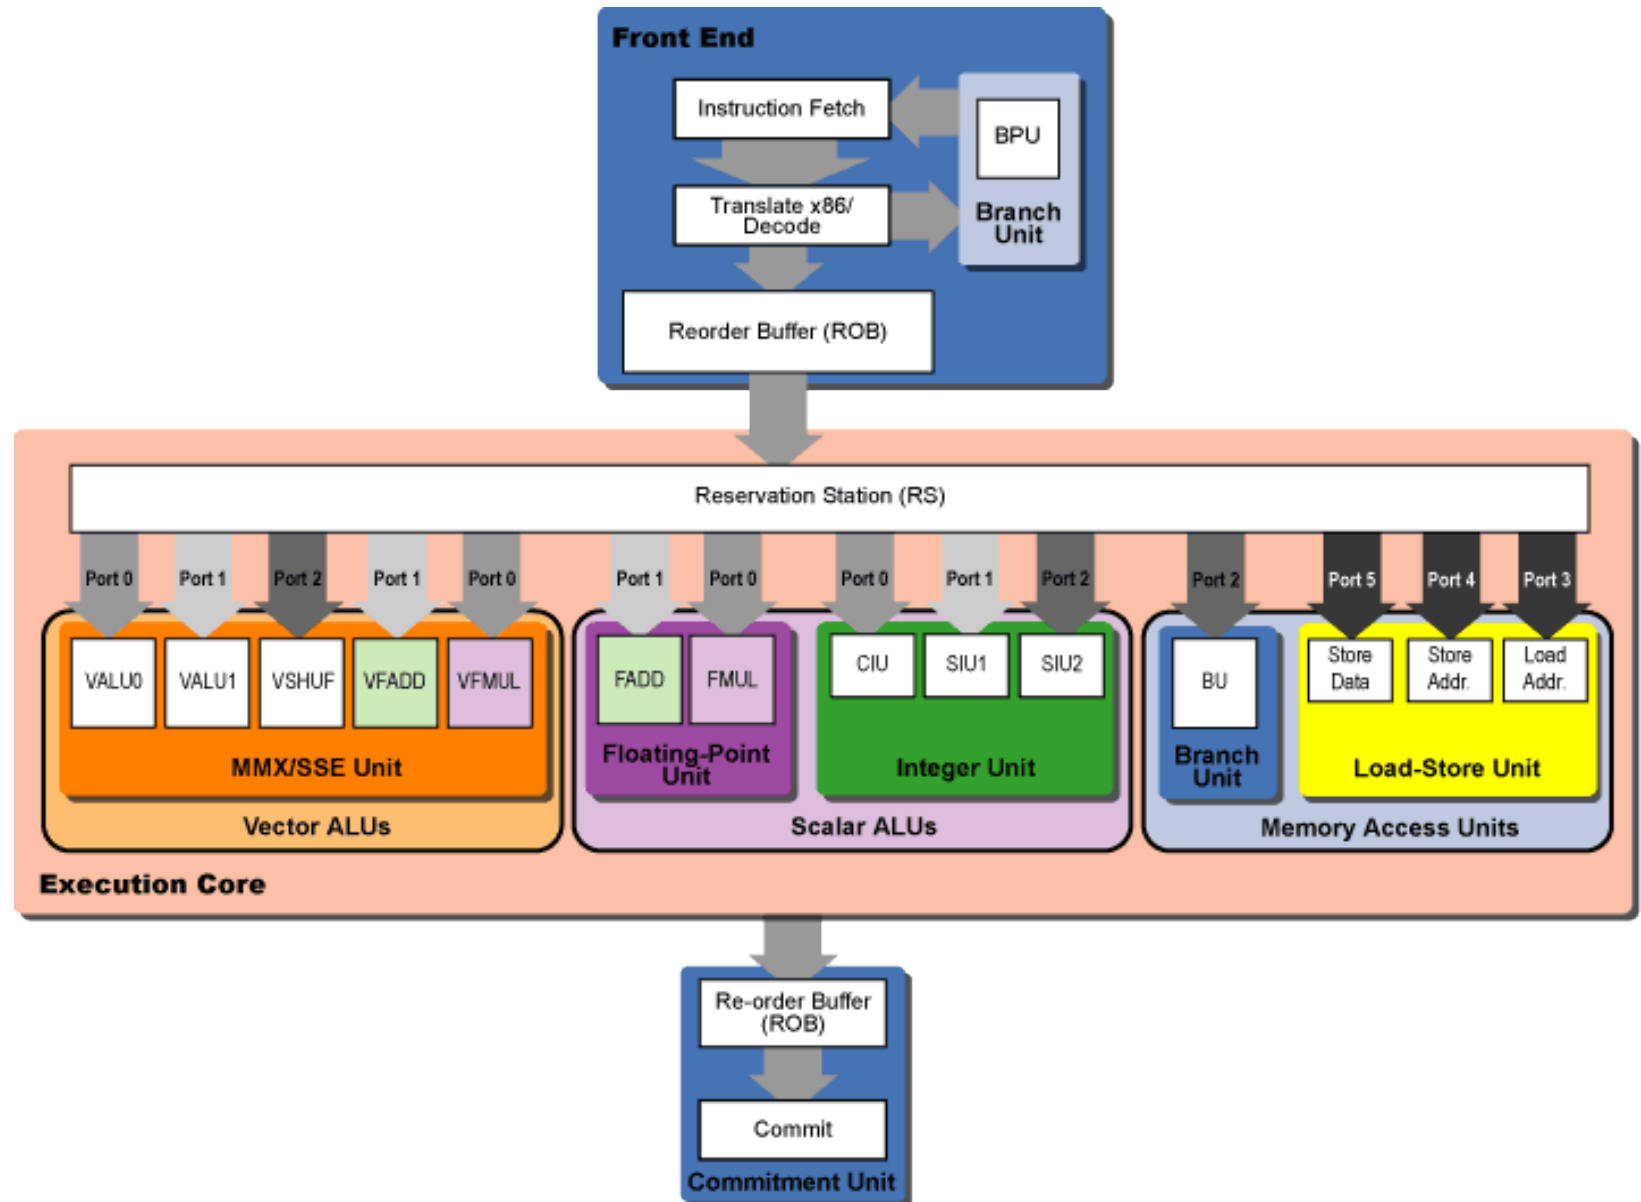 Front End
Instruction Fetch
BPU
Translate x86/
Decode
Branch
Unit
Reorder Buffer (ROB)
Reservation Station (RS)
Port 0
Port 1
Port 2
Port 1
Port 0
Port 1
Port 0
Port 0
Port 1
Port 2
Port 2
Port 5
Port 4
Port 3
VALU0
VALU1
VSHUF
VFADD
VFMUL
MMX/SSE Unit
Vector ALUs
FADD
FMUL
Floating-Point
Unit
CIU
SIU1
SIU2
Integer Unit
Scalar ALUs
BU
Branch
Unit
Store
Data
Store
Addr.
Load
Addr.
Load-Store Unit
Memory Access Units
Execution Core
Re-order Buffer
(ROB)
Commit
Commitment Unit